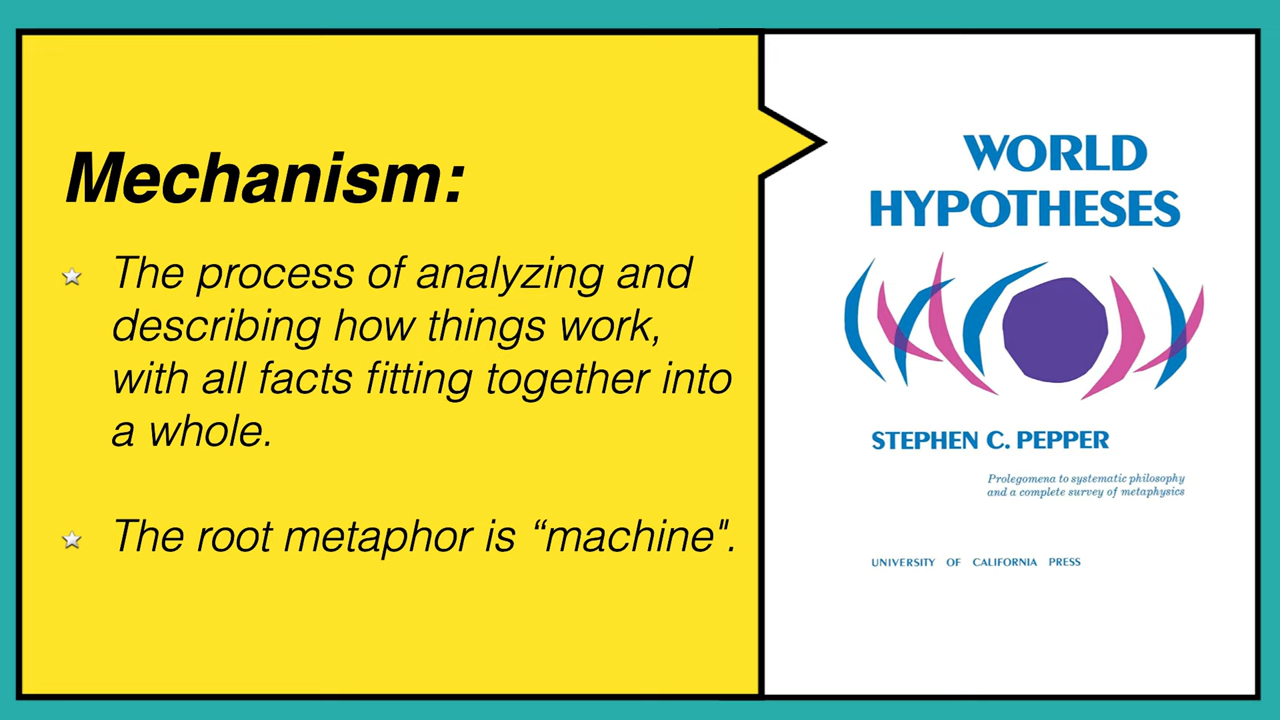 Mechanism:
The process of analyzing and
describing how things work,
with all facts fitting together into
a whole.
The root metaphor is “machine".
WORLD
HYPOTHESES
STEPHEN C. PEPPER
Prolegomena to systematic philosophy
and a complete survey of metaphysics
UNIVERSITY OF CALIFORNIA PRESS